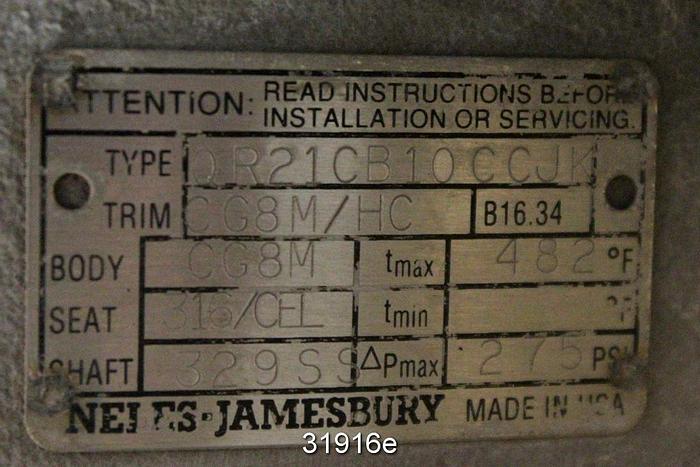 ATTENTION: READ INSTRUCTIONS BEFORE
INSTALLATION OR SERVICING.
TYPE QR21CB10CCJK
TRIM CG8M/HC B16.34
BODY CG8M tmax 482 °F
SEAT 316/CEL tmin °F
SHAFT 329SS ΔPmax 275 PSI
NELES-JAMESBURY MADE IN USA
31916e